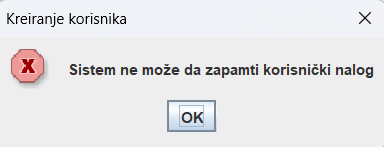 Kreiranje korisnika
Sistem ne može da zapamti korisnički nalog
OK